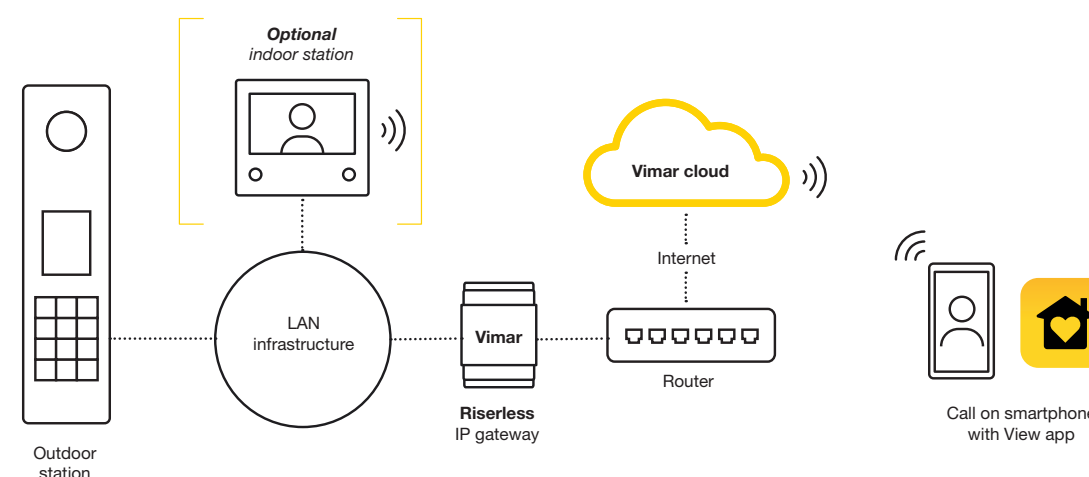 Optional
indoor station
Vimar cloud
Internet
LAN
infrastructure
Vimar
Router
Riserless
IP gateway
Call on smartphone
with View app
Outdoor
station